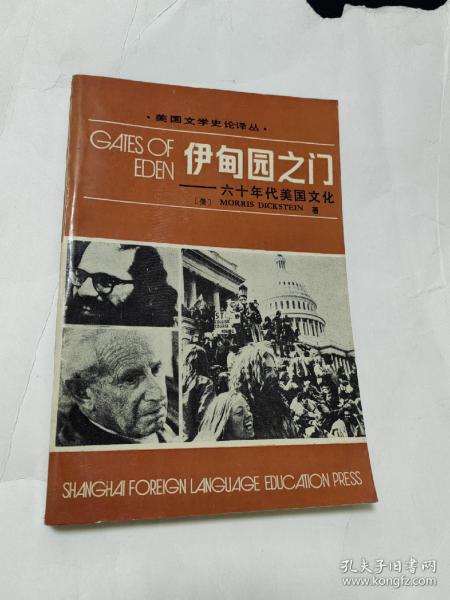 ·美国文学史论译丛·
GATES OF
EDEN
伊甸园之门
——六十年代美国文化
〔美〕 MORRIS DICKSTEIN 著
SHANGHAI FOREIGN LANGUAGE EDUCATION PRESS
孔夫子旧书网
www.kongfz.com